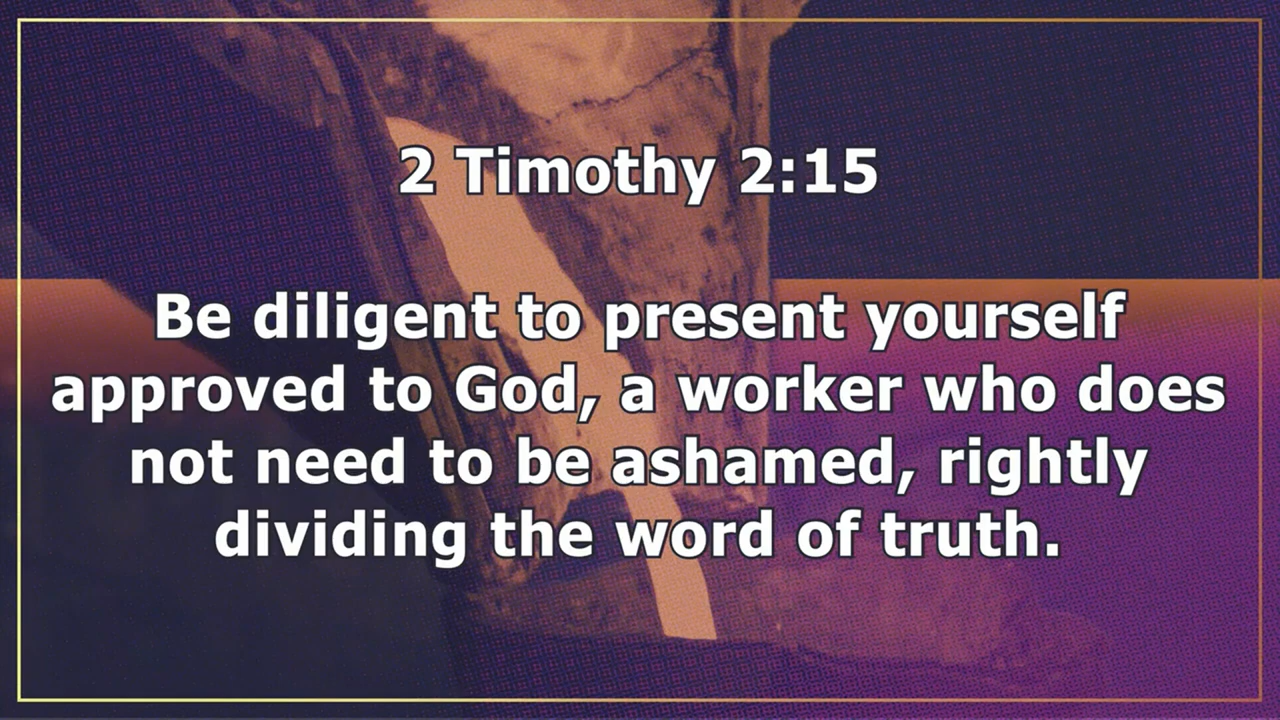 2 Timothy 2:15
Be diligent to present yourself
approved to God, a worker who does
not need to be ashamed, rightly
dividing the word of truth.